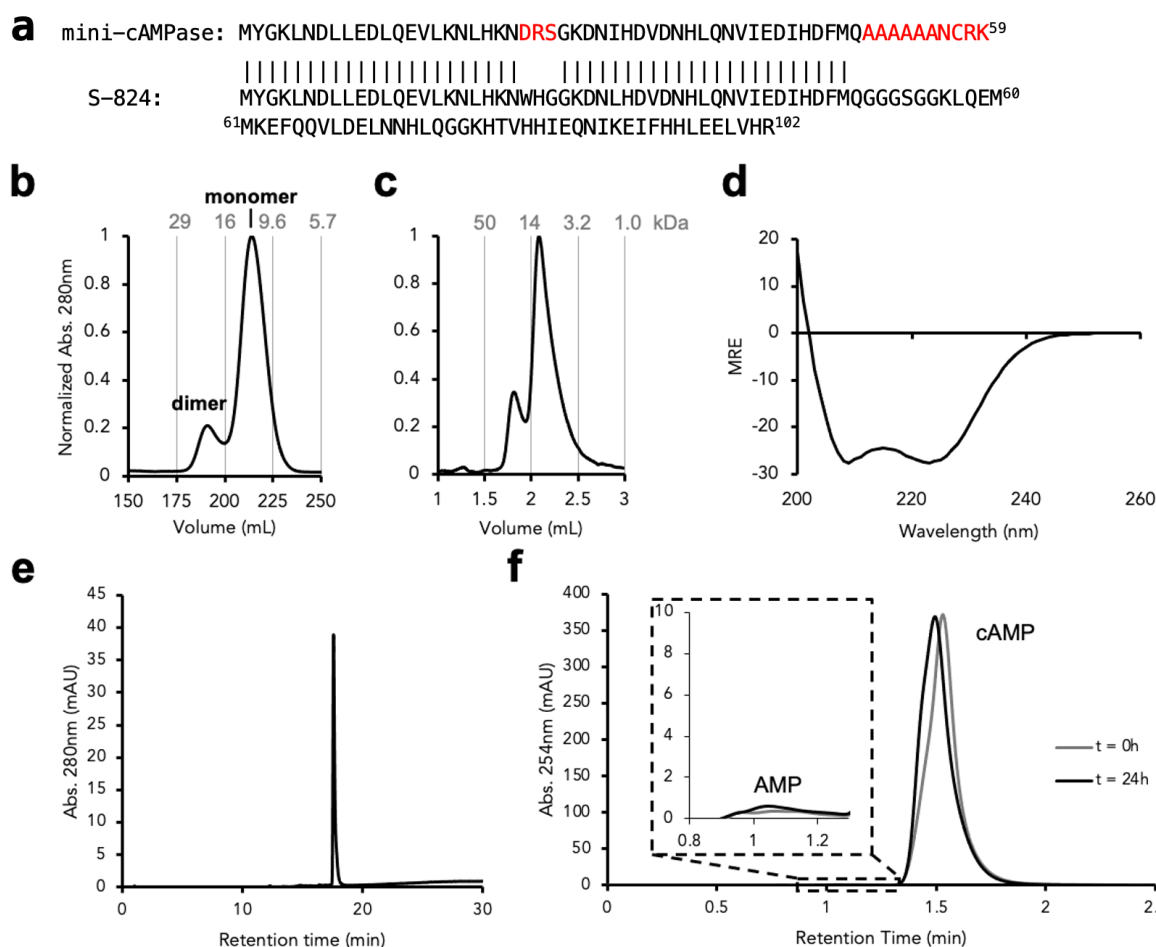 a
mini-cAMPase: MYGKLNDLLEDLQEVLKNLHKNDRSGKDNIHDVDNHLQNVIEDIHDFMQAAAAAANCRK59
S-824: MYGKLNDLLEDLQEVLKNLHKNWHGGKDNLHDVDNHLQNVIEDIHDFMQGGGSGGKLQEM60
61MKEFQQVLDELNNHLQGGKHTVHHIEQNIKEIFHHLEELVHR102
b
monomer
29 16 9.6 5.7
1
0.8
0.6
0.4
0.2
0
Normalized Abs. 280nm
dimer
150 175 200 225 250
Volume (mL)
c
50 14 3.2 1.0 kDa
1
0.8
0.6
0.4
0.2
0
1 1.5 2 2.5 3
Volume (mL)
d
20
10
0
-10
-20
-30
MRE
200 220 240 260
Wavelength (nm)
e
45
40
35
30
25
20
15
10
5
0
Abs. 280nm (mAU)
0 10 20 30
Retention time (min)
f
400
350
300
250
200
150
100
50
0
Abs. 254nm (mAU)
10
8
6
4
2
0
AMP
0.8 1 1.2
cAMP
t = 0h
t = 24h
0 0.5 1 1.5 2 2.
Retention Time (min)